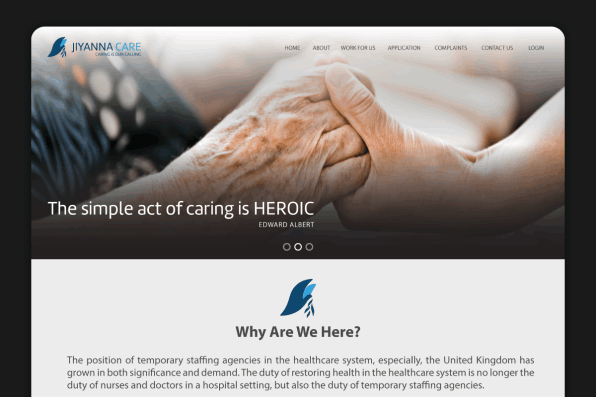 JIYANNA CARE
CARING IS OUR CALLING
HOME ABOUT WORK FOR US APPLICATION COMPLAINTS CONTACT US LOGIN
The simple act of caring is HEROIC
EDWARD ALBERT
Why Are We Here?
The position of temporary staffing agencies in the healthcare system, especially, the United Kingdom has
grown in both significance and demand. The duty of restoring health in the healthcare system is no longer the
duty of nurses and doctors in a hospital setting, but also the duty of temporary staffing agencies.